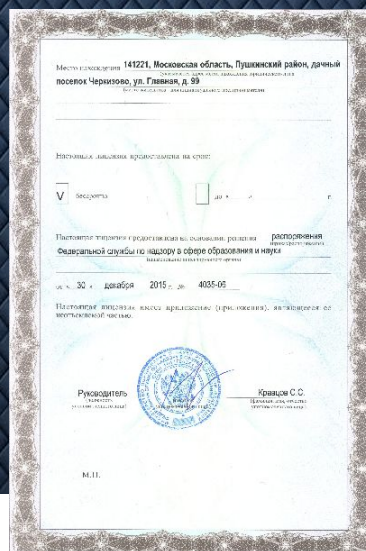 Место нахождения 141221, Московская область, Пушкинский район, дачный
поселок Черкизово, ул. Главная, д. 99
Настоящая лицензия предоставлена на срок:
V бессрочно до «
г.
Настоящая лицензия предоставлена на основании решения распоряжения
Федеральной службы по надзору в сфере образования и науки
от « 30 » декабря 2015 г. № 4035-06
Настоящая лицензия имеет приложение (приложения), являющееся её
неотъемлемой частью.
Руководитель Кравцов С.С.
М.П.